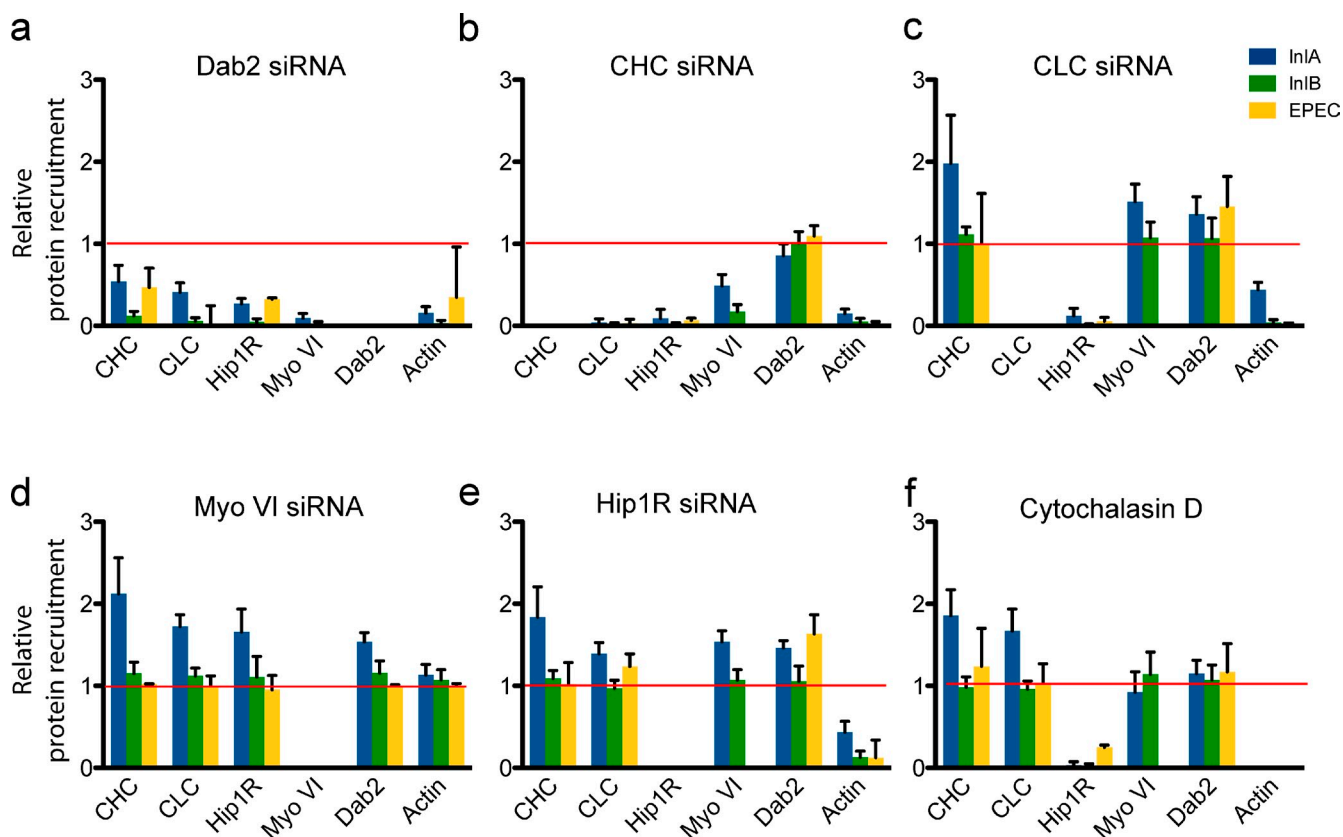 a
Dab2 siRNA
b
CHC siRNA
c
CLC siRNA
InlA
InlB
EPEC
Relative
protein recruitment
3
2
1
0
CHC
CLC
Hip1R
Myo VI
Dab2
Actin
3
2
1
0
CHC
CLC
Hip1R
Myo VI
Dab2
Actin
3
2
1
0
CHC
CLC
Hip1R
Myo VI
Dab2
Actin
d
Myo VI siRNA
e
Hip1R siRNA
f
Cytochalasin D
Relative
protein recruitment
3
2
1
0
CHC
CLC
Hip1R
Myo VI
Dab2
Actin
3
2
1
0
CHC
CLC
Hip1R
Myo VI
Dab2
Actin
3
2
1
0
CHC
CLC
Hip1R
Myo VI
Dab2
Actin